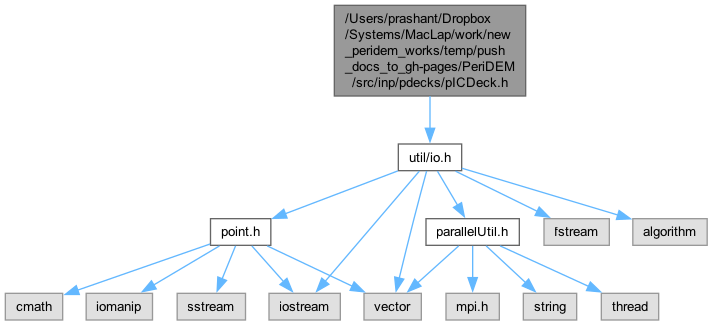 /Users/prashant/Dropbox
/Systems/MacLap/work/new
_peridem_works/temp/push
_docs_to_gh-pages/PeriDEM
/src/inp/pdecks/pICDeck.h
util/io.h
point.h
parallelUtil.h
fstream
algorithm
cmath
iomanip
sstream
iostream
vector
mpi.h
string
thread